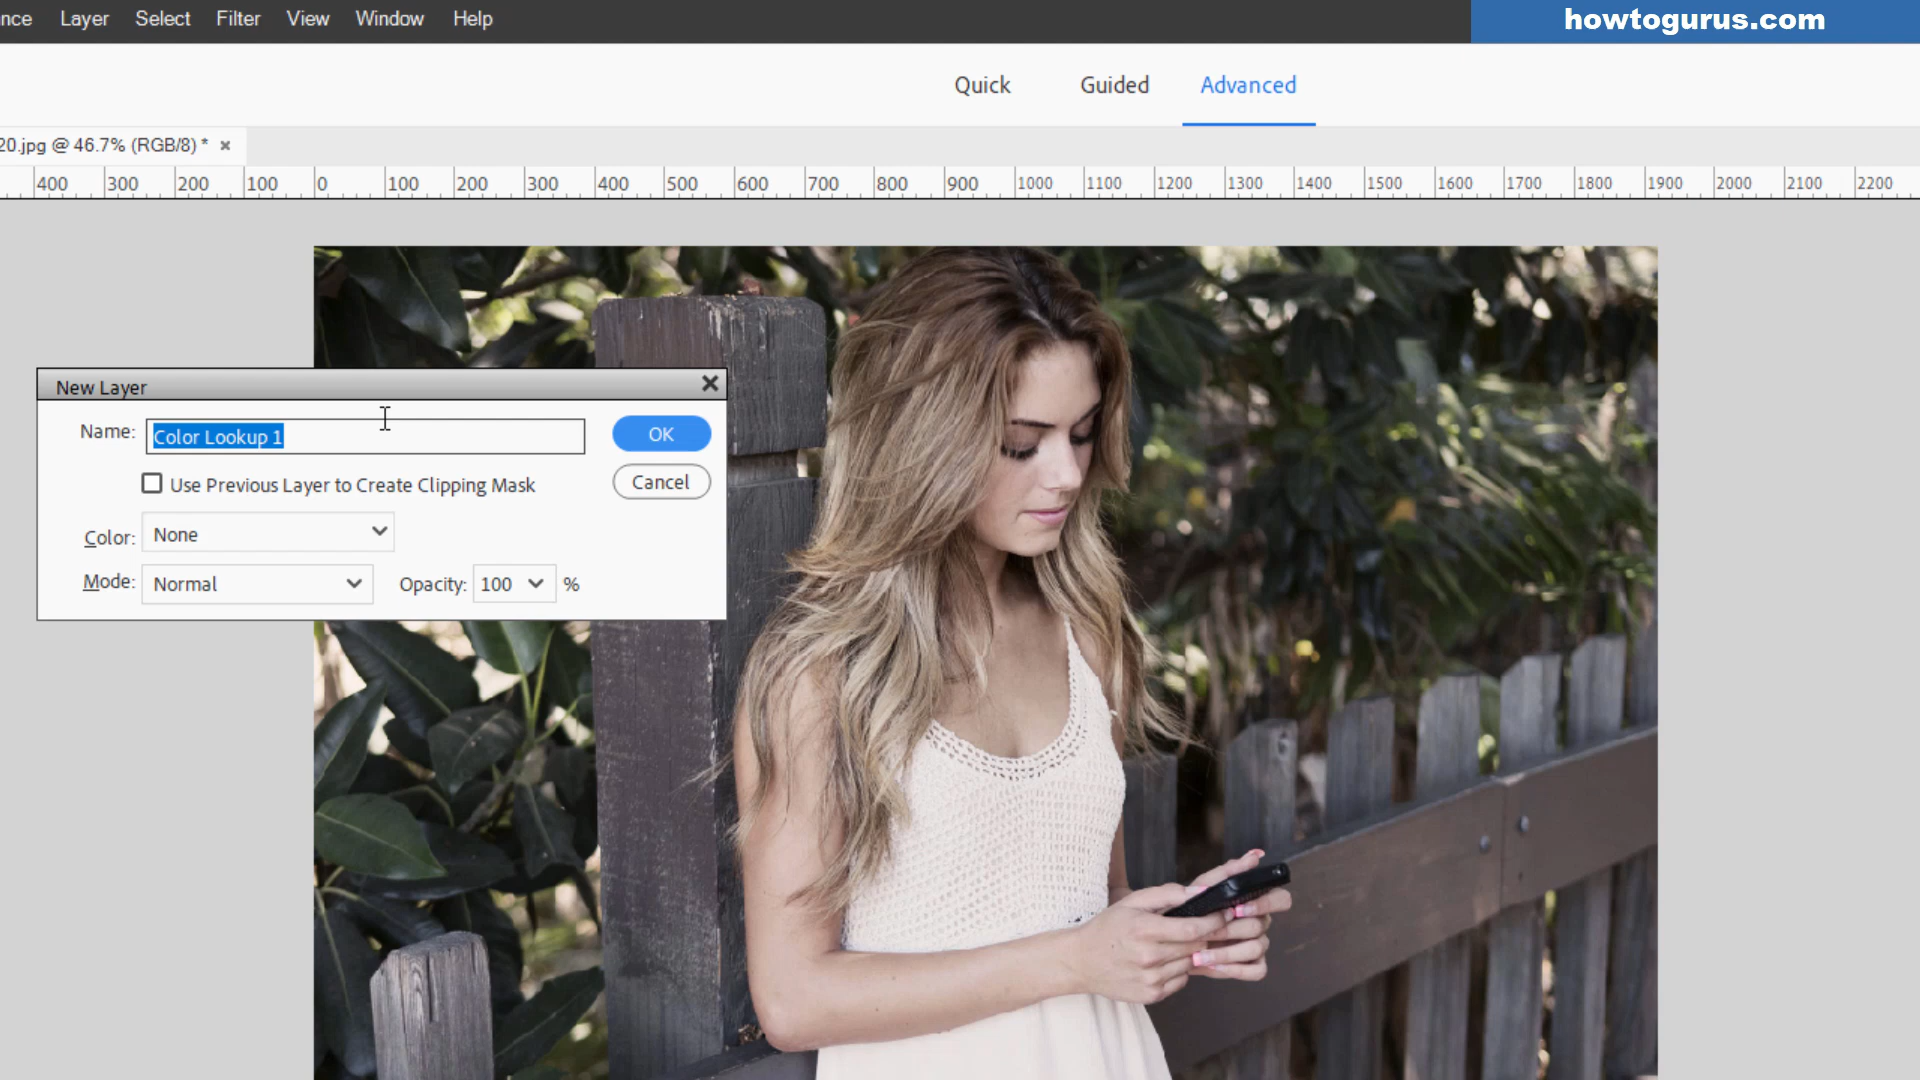 nce Layer Select Filter View Window Help
howtogurus.com
Quick Guided Advanced
20.jpg @ 46.7% (RGB/8) * ×
400 300 200 100 0 100 200 300 400 500 600 700 800 900 1000 1100 1200 1300 1400 1500 1600 1700 1800 1900 2000 2100 2200
New Layer
Name: Color Lookup 1
OK
Use Previous Layer to Create Clipping Mask
Cancel
Color: None
Mode: Normal Opacity: 100 %